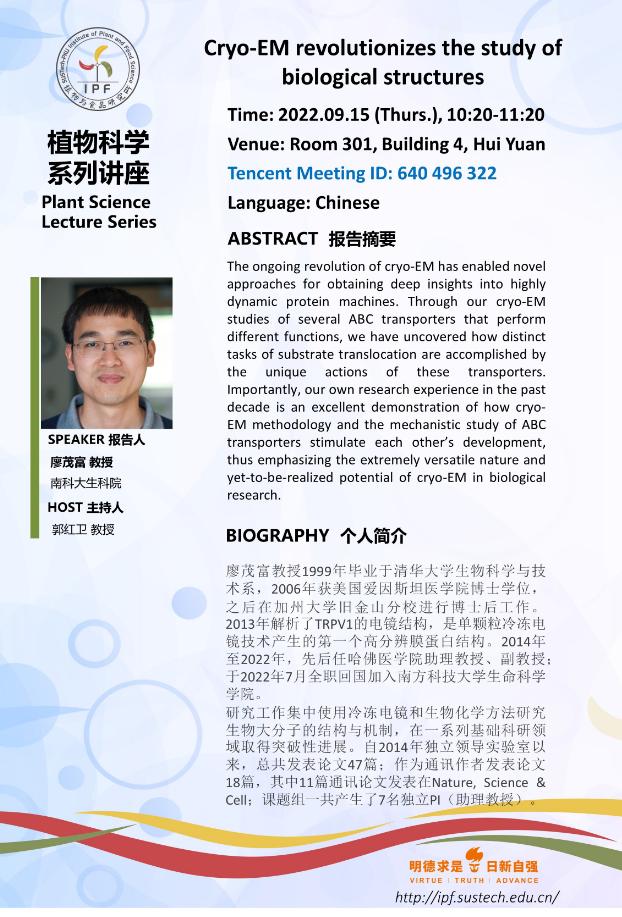 SUSTech-PKU Institute of Plant and Food Science
IPF
植物与食品研究所
植物科学
系列讲座
Plant Science
Lecture Series
SPEAKER 报告人
廖茂富 教授
南科大生科院
HOST 主持人
郭红卫 教授
Cryo-EM revolutionizes the study of
biological structures
Time: 2022.09.15 (Thurs.), 10:20-11:20
Venue: Room 301, Building 4, Hui Yuan
Tencent Meeting ID: 640 496 322
Language: Chinese
ABSTRACT 报告摘要
The ongoing revolution of cryo-EM has enabled novel
approaches for obtaining deep insights into highly
dynamic protein machines. Through our cryo-EM
studies of several ABC transporters that perform
different functions, we have uncovered how distinct
tasks of substrate translocation are accomplished by
the unique actions of these transporters.
Importantly, our own research experience in the past
decade is an excellent demonstration of how cryo-
EM methodology and the mechanistic study of ABC
transporters stimulate each other's development,
thus emphasizing the extremely versatile nature and
yet-to-be-realized potential of cryo-EM in biological
research.
BIOGRAPHY 个人简介
廖茂富教授1999年毕业于清华大学生物科学与技
术系，2006年获美国爱因斯坦医学院博士学位，
之后在加州大学旧金山分校进行博士后工作。
2013年解析了TRPV1的电镜结构，是单颗粒冷冻电
镜技术产生的第一个高分辨膜蛋白结构。2014年
至2022年，先后任哈佛医学院助理教授、副教授；
于2022年7月全职回国加入南方科技大学生命科学
学院。
研究工作集中使用冷冻电镜和生物化学方法研究
生物大分子的结构与机制，在一系列基础科研领
域取得突破性进展。自2014年独立领导实验室以
来，总共发表论文47篇；作为通讯作者发表论文
18篇，其中11篇通讯论文发表在Nature, Science &
Cell；课题组一共产生了7名独立PI（助理教授）。
明德求是 日新自强
VIRTUE | TRUTH | ADVANCE
http://ipf.sustech.edu.cn/